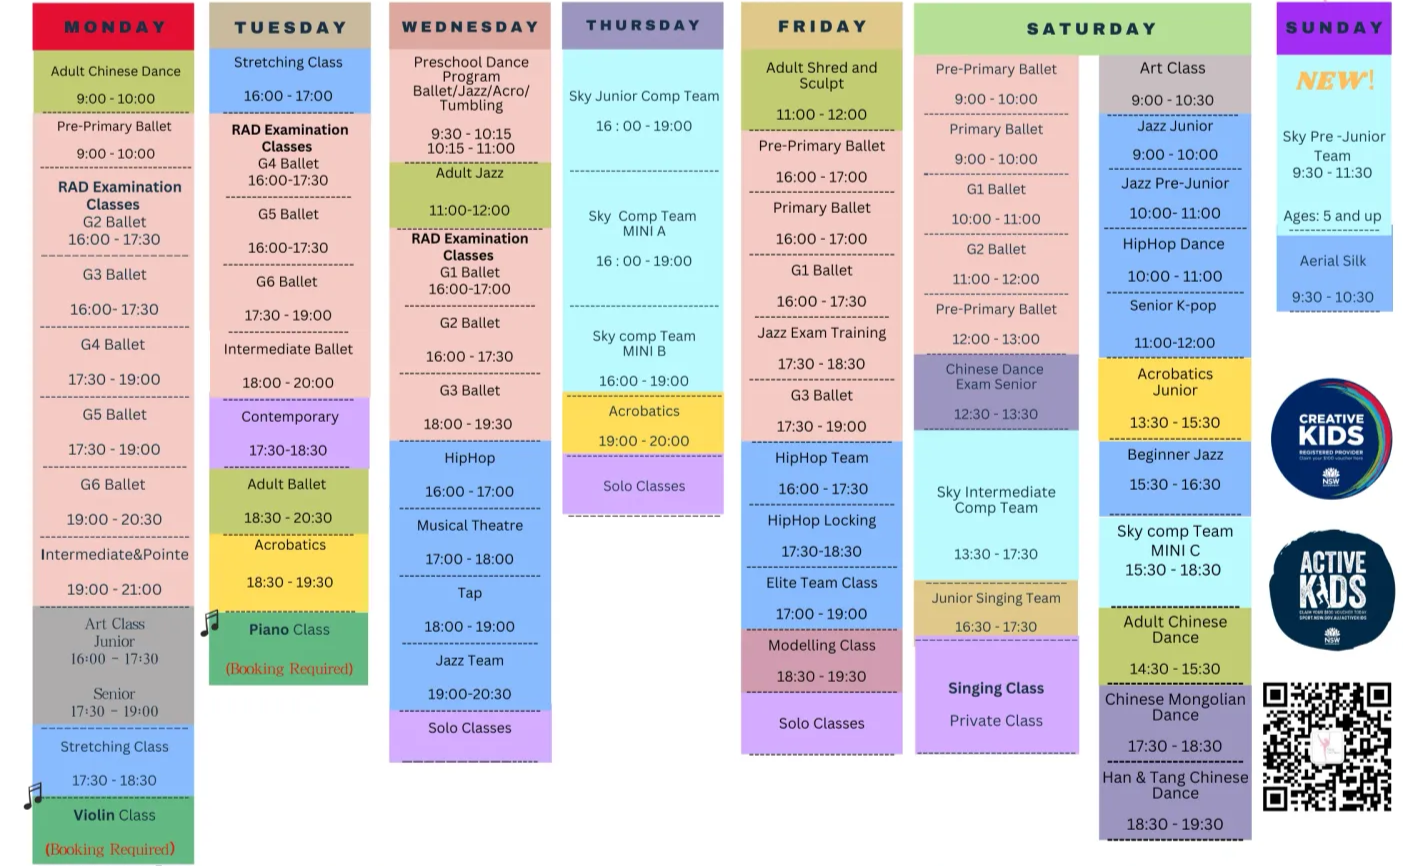 MONDAY
Adult Chinese Dance
9:00 - 10:00
Pre-Primary Ballet
9:00 - 10:00
RAD Examination
Classes
G2 Ballet
16:00 - 17:30
G3 Ballet
16:00- 17:30
G4 Ballet
17:30 - 19:00
G5 Ballet
17:30 - 19:00
G6 Ballet
19:00 - 20:30
Intermediate&Pointe
19:00 - 21:00
Art Class
Junior
16:00 - 17:30
Senior
17:30 - 19:00
Stretching Class
17:30 - 18:30
Violin Class
(Booking Required)
TUESDAY
Stretching Class
16:00 - 17:00
RAD Examination
Classes
G4 Ballet
16:00-17:30
G5 Ballet
16:00-17:30
G6 Ballet
17:30 - 19:00
Intermediate Ballet
18:00 - 20:00
Contemporary
17:30-18:30
Adult Ballet
18:30 - 20:30
Acrobatics
18:30 - 19:30
Piano Class
(Booking Required)
WEDNESDAY
Preschool Dance
Program
Ballet/Jazz/Acro/
Tumbling
9:30 - 10:15
10:15 - 11:00
Adult Jazz
11:00-12:00
RAD Examination
Classes
G1 Ballet
16:00-17:00
G2 Ballet
16:00 - 17:30
G3 Ballet
18:00 - 19:30
HipHop
16:00 - 17:00
Musical Theatre
17:00 - 18:00
Tap
18:00 - 19:00
Jazz Team
19:00-20:30
Solo Classes
THURSDAY
Sky Junior Comp Team
16 : 00 - 19:00
Sky Comp Team
MINI A
16 : 00 - 19:00
Sky comp Team
MINI B
16:00 - 19:00
Acrobatics
19:00 - 20:00
Solo Classes
FRIDAY
Adult Shred and
Sculpt
11:00 - 12:00
Pre-Primary Ballet
16:00 - 17:00
Primary Ballet
16:00 - 17:00
G1 Ballet
16:00 - 17:30
Jazz Exam Training
17:30 - 18:30
G3 Ballet
17:30 - 19:00
HipHop Team
16:00 - 17:30
HipHop Locking
17:30-18:30
Elite Team Class
17:00 - 19:00
Modelling Class
18:30 - 19:30
Solo Classes
SATURDAY
Pre-Primary Ballet
9:00 - 10:00
Primary Ballet
9:00 - 10:00
G1 Ballet
10:00 - 11:00
G2 Ballet
11:00 - 12:00
Pre-Primary Ballet
12:00 - 13:00
Chinese Dance
Exam Senior
12:30 - 13:30
Sky Intermediate
Comp Team
13:30 - 17:30
Junior Singing Team
16:30 - 17:30
Singing Class
Private Class
Art Class
9:00 - 10:30
Jazz Junior
9:00 - 10:00
Jazz Pre-Junior
10:00- 11:00
HipHop Dance
10:00 - 11:00
Senior K-pop
11:00-12:00
Acrobatics
Junior
13:30 - 15:30
Beginner Jazz
15:30 - 16:30
Sky comp Team
MINI C
15:30 - 18:30
Adult Chinese
Dance
14:30 - 15:30
Chinese Mongolian
Dance
17:30 - 18:30
Han & Tang Chinese
Dance
18:30 - 19:30
SUNDAY
NEW!
Sky Pre -Junior
Team
9:30 - 11:30
Ages: 5 and up
Aerial Silk
9:30 - 10:30
CREATIVE
KIDS
REGISTERED PROVIDER
NSW
ACTIVE
KIDS
NSW